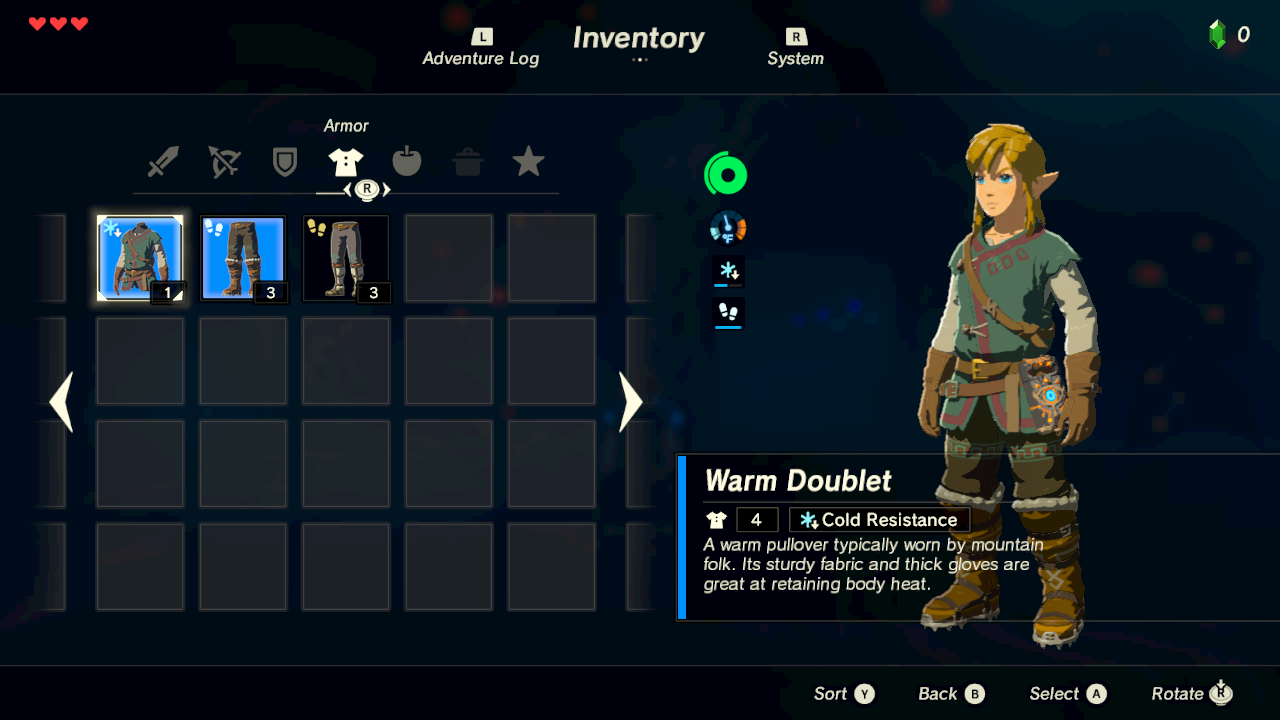 L
Inventory
R
0
Adventure Log
System
Armor
R
1
3
3
°F
Warm Doublet
4
Cold Resistance
A warm pullover typically worn by mountain
folk. Its sturdy fabric and thick gloves are
great at retaining body heat.
Sort Y
Back B
Select A
Rotate R